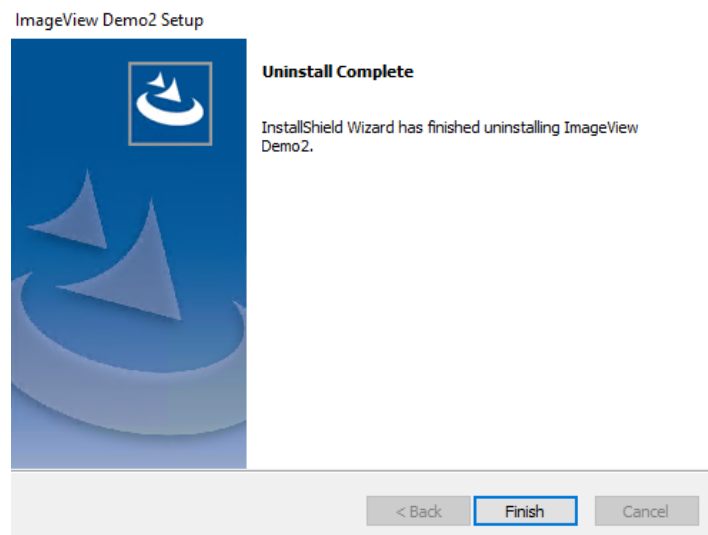 ImageView Demo2 Setup
Uninstall Complete
InstallShield Wizard has finished uninstalling ImageView
Demo2.
< Back
Finish
Cancel